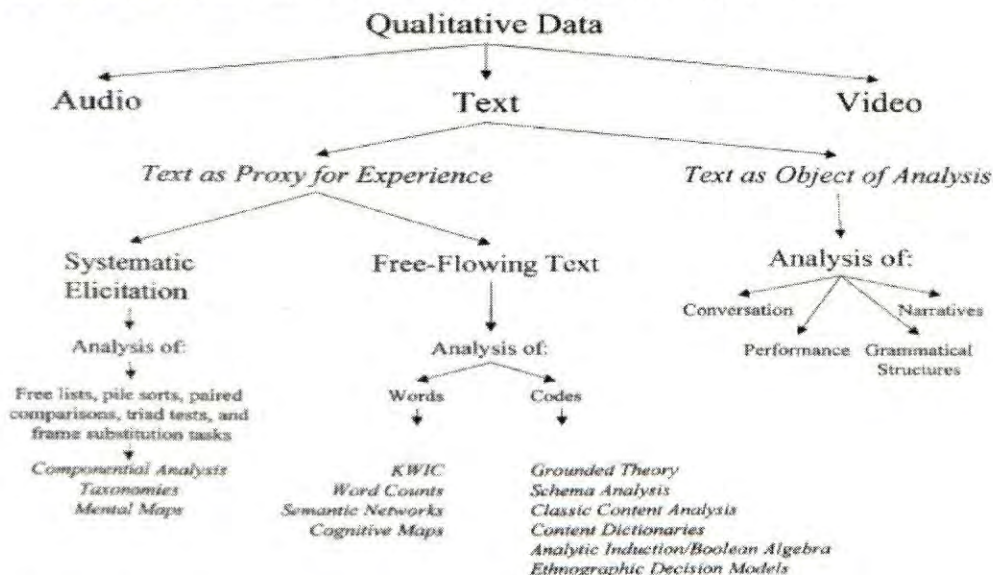 Qualitative Data
Audio
Text
Video
Text as Proxy for Experience
Text as Object of Analysis
Systematic
Elicitation
Free-Flowing Text
Analysis of:
Conversation
Narratives
Performance
Grammatical
Structures
Analysis of:
Analysis of:
Words
Codes
Free lists, pile sorts, paired
comparisons, triad tests, and
frame substitution tasks
Componential Analysis
Taxonomies
Mental Maps
KWIC
Word Counts
Semantic Networks
Cognitive Maps
Grounded Theory
Schema Analysis
Classic Content Analysis
Content Dictionaries
Analytic Induction/Boolean Algebra
Ethnographic Decision Models